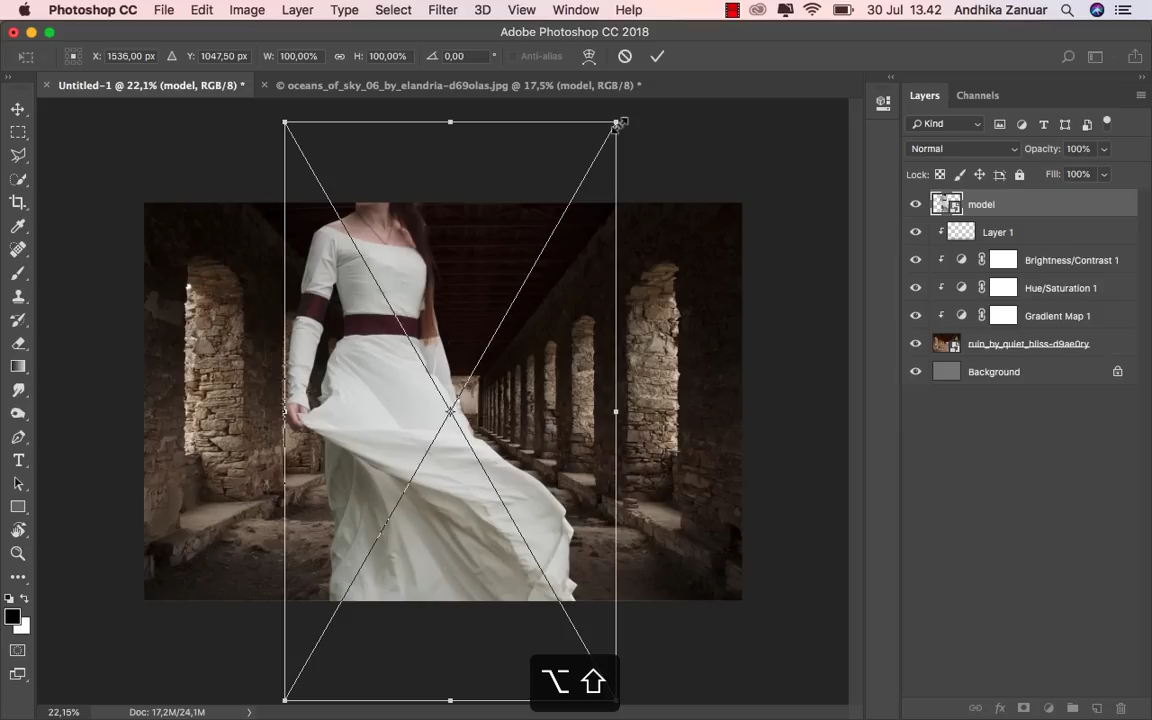 Photoshop CC File Edit Image Layer Type Select Filter 3D View Window Help 30 Jul 13.42 Andhika Zanuar
Adobe Photoshop CC 2018
X: 1536,00 px Y: 1047,50 px W: 100,00% H: 100,00% 0,00 ° Anti-alias
Untitled-1 @ 22,1% (model, RGB/8) * © oceans_of_sky_06_by_elandria-d69olas.jpg @ 17,5% (model, RGB/8) *
Layers Channels
Kind
Normal Opacity: 100%
Lock: Fill: 100%
model
Layer 1
Brightness/Contrast 1
Hue/Saturation 1
Gradient Map 1
ruin_by_quiet_bliss-d9ae0ry.
Background
⌥ ⇧
22,15% Doc: 17,2M/24,1M